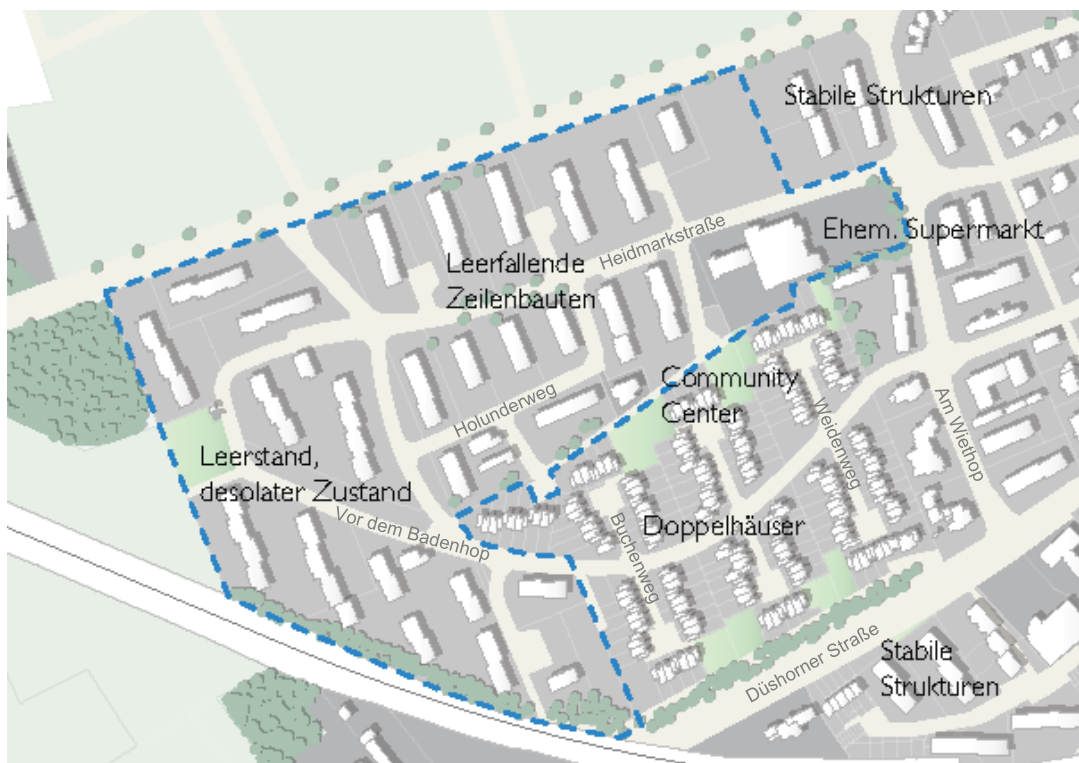 Stabile Strukturen
Ehem. Supermarkt
Heidmarkstraße
Leerfallende
Zeilenbauten
Community
Center
Holunderweg
Weidenweg
Am Wiethop
Leerstand,
desolater Zustand
Vor dem Badenhop
Doppelhäuser
Buchenweg
Düshorner Straße
Stabile
Strukturen